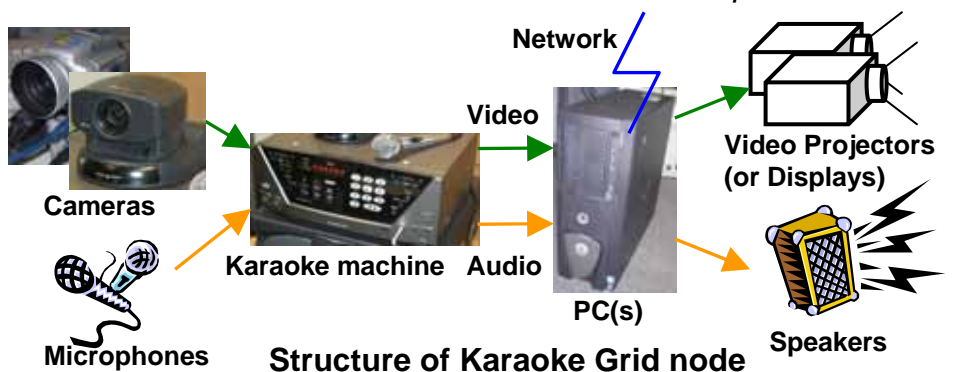 Network
Video
Video Projectors
(or Displays)
Cameras
Karaoke machine
Audio
PC(s)
Microphones
Speakers
Structure of Karaoke Grid node